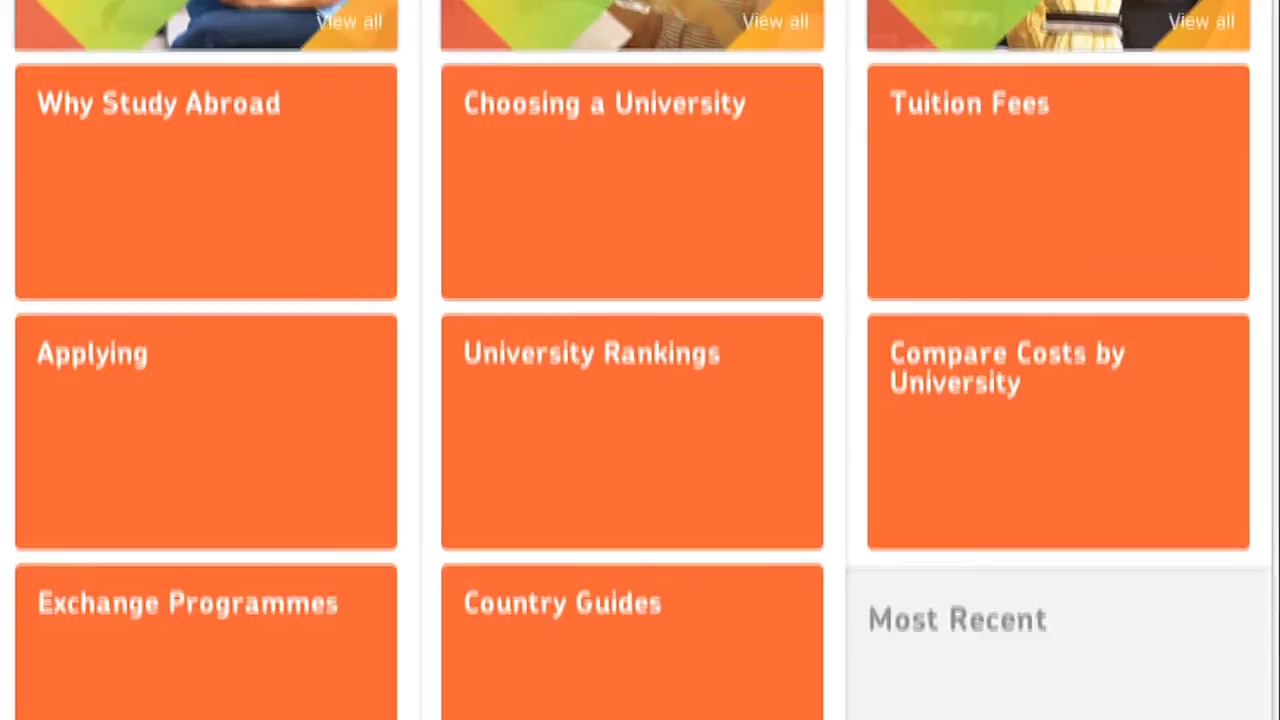 View all
View all
View all
Why Study Abroad
Choosing a University
Tuition Fees
Applying
University Rankings
Compare Costs by
University
Exchange Programmes
Country Guides
Most Recent